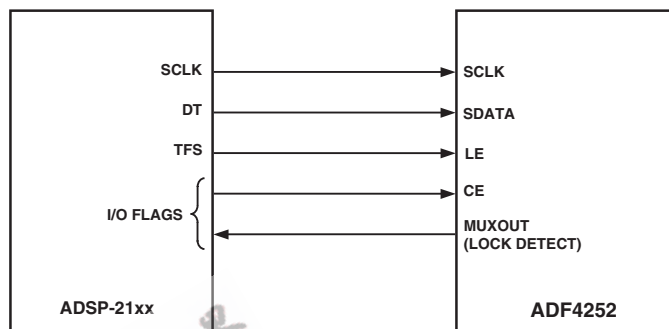 SCLK
DT
TFS
I/O FLAGS
ADSP-21xx
SCLK
SDATA
LE
CE
MUXOUT
(LOCK DETECT)
ADF4252